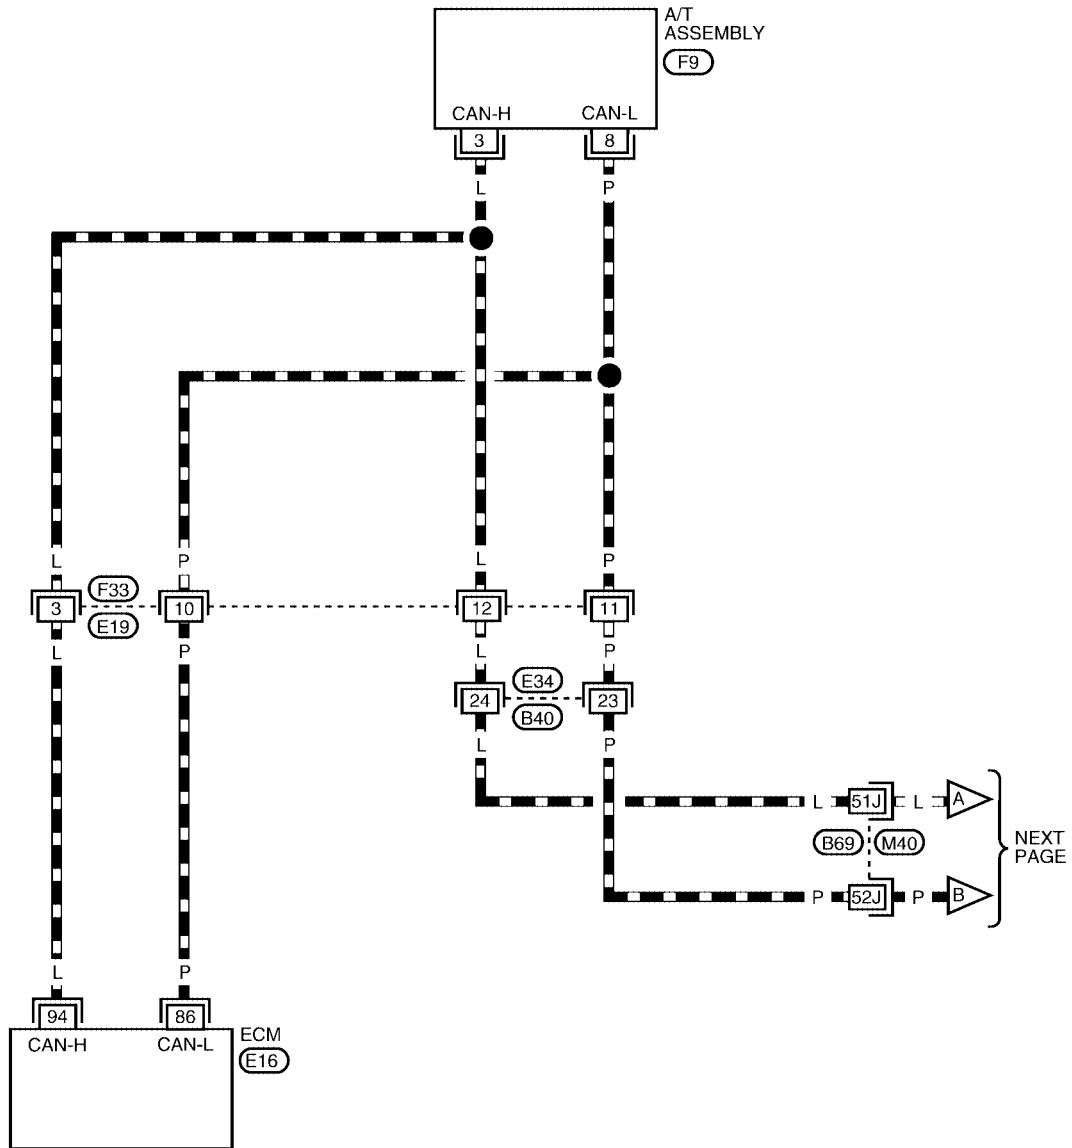 A/T
ASSEMBLY
F9
CAN-H
CAN-L
3
8
L
P
L
P
L
P
3
F33
E19
10
12
11
L
P
L
P
24
E34
B40
23
L
P
L
51J
L
A
B69
M40
NEXT
PAGE
P
52J
P
B
L
P
94
86
CAN-H
CAN-L
ECM
E16